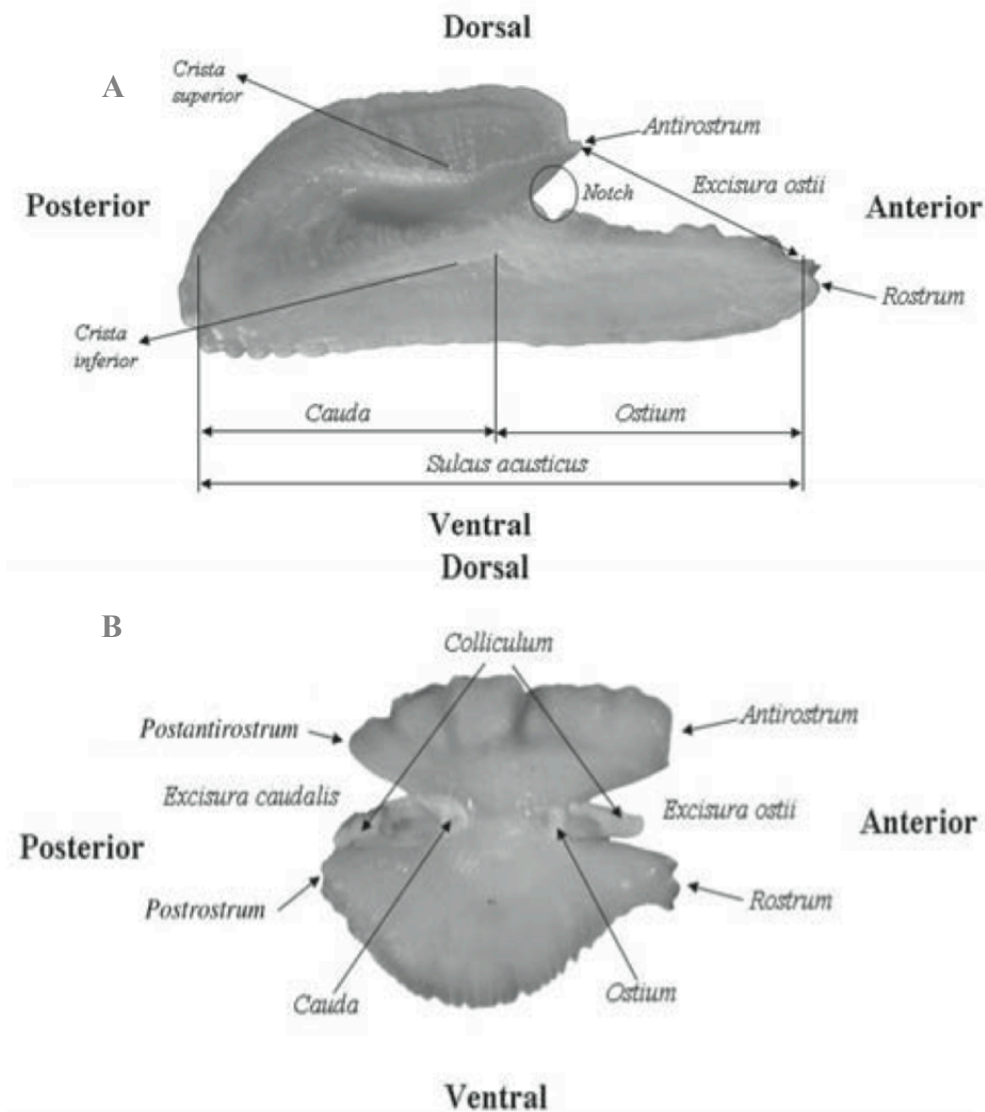 Dorsal
A
Crista
superior
Antirostrum
Excisura ostii
Notch
Posterior
Anterior
Rostrum
Crista
inferior
Cauda
Ostium
Sulcus acusticus
Ventral
Dorsal
B
Colliculum
Postantirostrum
Antirostrum
Excisura caudalis
Excisura ostii
Anterior
Posterior
Postrostrum
Rostrum
Cauda
Ostium
Ventral